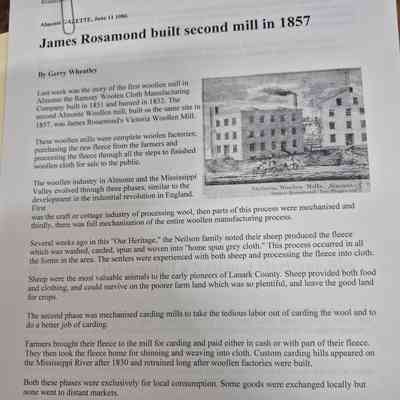 Almonte GAZETTE, June 11 1986
James Rosamond built second mill in 1857
By Gerry Wheatley
Last week was the story of the first woollen mill in
Almonte the Ramsay Woolen Cloth Manufacturing
Company built in 1851 and burned in 1852. The
second Almonte Woollen mill, built on the same site in
1857, was James Rosamond's Victoria Woollen Mill.
These woollen mills were complete woolen factories,
purchasing the raw fleece from the farmers and
processing the fleece through all the steps to finished
woolen cloth for sale to the public.
The woollen industry in Almonte and the Mississippi
Valley evolved through three phases, similar to the
development in the industrial revolution in England.
First
was the craft or cottage industry of processing wool, then parts of this process were mechanised and
thirdly, there was full mechanization of the entire woollen manufacturing process.
Victoria Woolen Mills, Almonte
Several weeks ago in this "Our Heritage," the Neilson family noted their sheep produced the fleece
which was washed, carded, spun and woven into "home spun grey cloth." This process occurred in all
the homes in the area. The settlers were experienced with both sheep and processing the fleece into cloth.
Sheep were the most valuable animals to the early pioneers of Lanark County. Sheep provided both food
and clothing, and could survive on the poorer farm land which was so plentiful, and leave the good land
for crops.
The second phase was mechanised carding mills to take the tedious labor out of carding the wool and to
do a better job of carding.
Farmers brought their fleece to the mill for carding and paid either in cash or with part of their fleece.
They then took the fleece home for shinning and weaving into cloth. Custom carding hills appeared on
the Mississippi River after 1830 and retrained long after woollen factories were built.
Both these phases were exclusively for local consumption. Some goods were exchanged locally but
none went to distant markets.